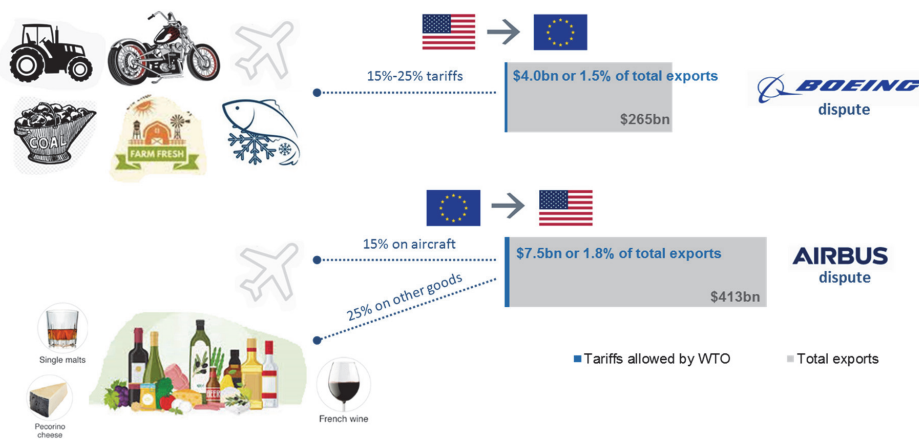 15%-25% tariffs
$4.0bn or 1.5% of total exports
$265bn
BOEING
dispute
COAL
FARM FRESH
15% on aircraft
25% on other goods
$7.5bn or 1.8% of total exports
$413bn
AIRBUS
dispute
Single malts
Pecorino
cheese
French wine
Tariffs allowed by WTO
Total exports